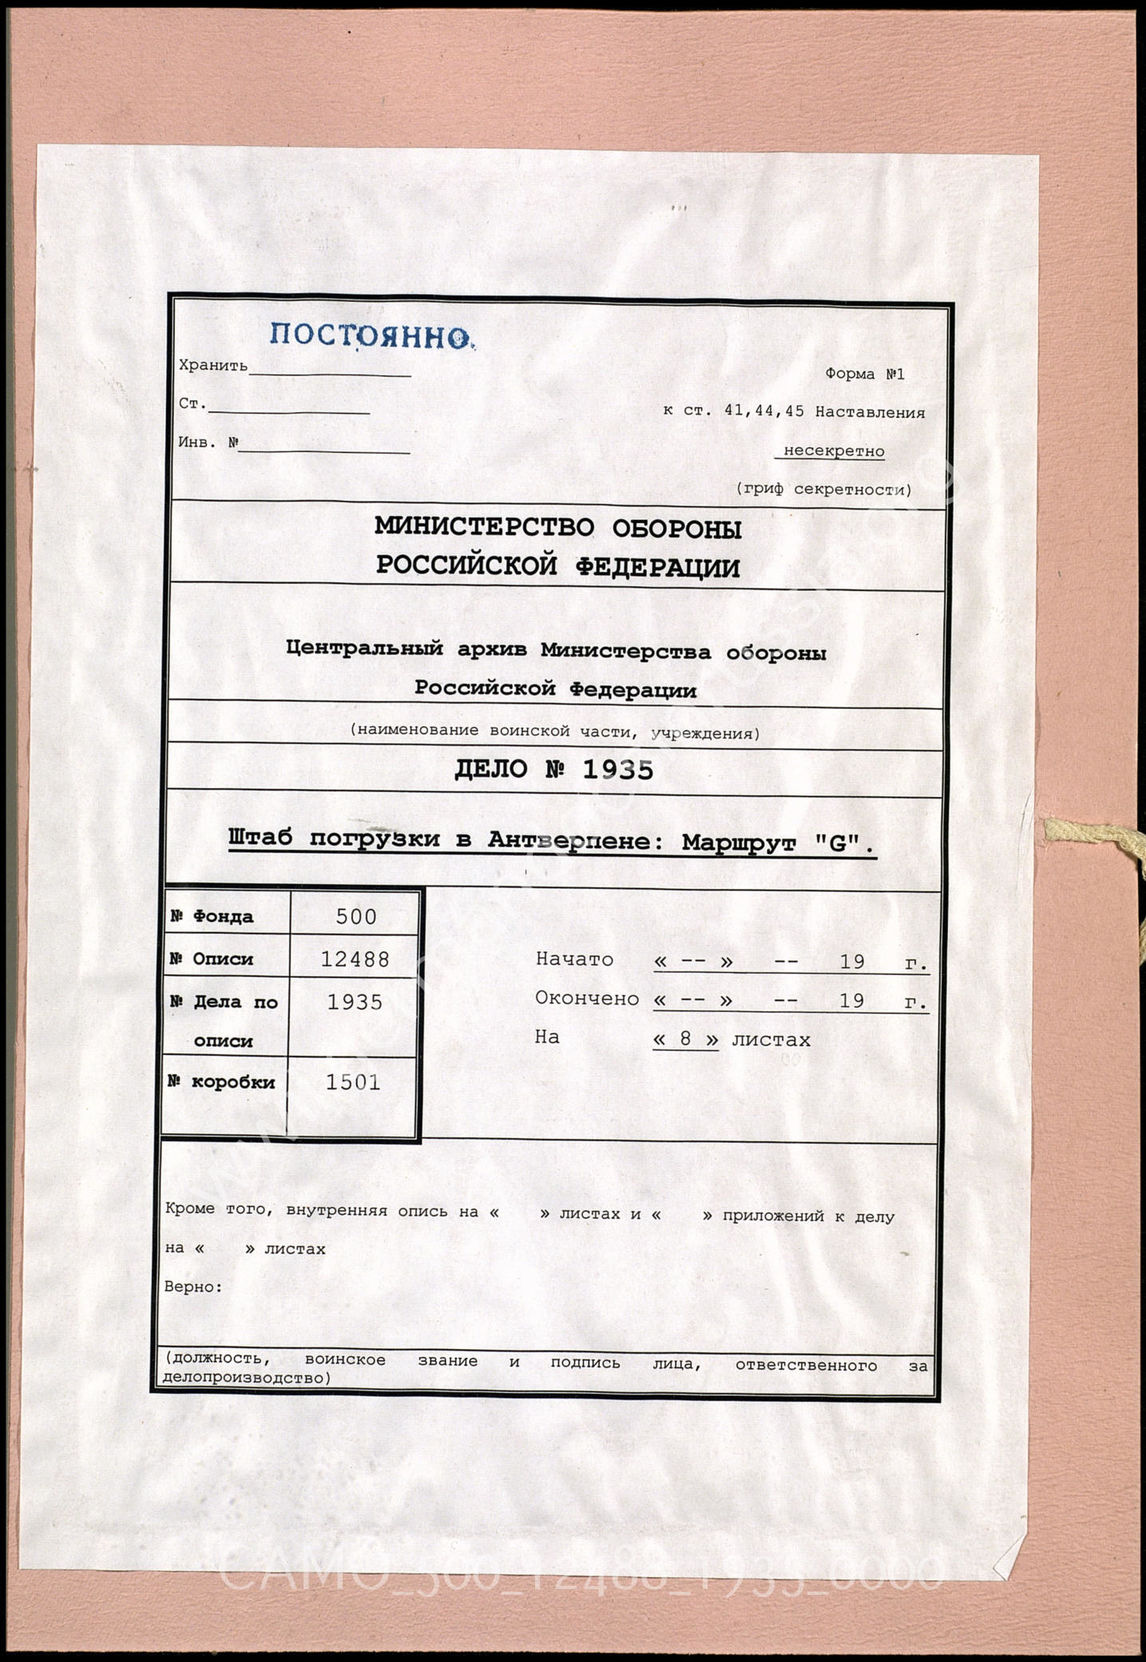 ПОСТОЯННО.
Хранить
Форма №1
Ст.
к ст. 41,44,45 Наставления
Инв. №
несекретно
(гриф секретности)
МИНИСТЕРСТВО ОБОРОНЫ
РОССИЙСКОЙ ФЕДЕРАЦИИ
Центральный архив Министерства обороны
Российской Федерации
(наименование воинской части, учреждения)
ДЕЛО № 1935
Штаб погрузки в Антверпене: Маршрут "G".
№ Фонда 500
№ Описи 12488
№ Дела по 1935
описи
№ коробки 1501
Начато « -- » -- 19 г.
Окончено « -- » -- 19 г.
На « 8 » листах
Кроме того, внутренняя опись на « » листах и « » приложений к делу
на « » листах
Верно:
(должность, воинское звание и подпись лица, ответственного за
делопроизводство)
CAMO_500_12488_1935_0000